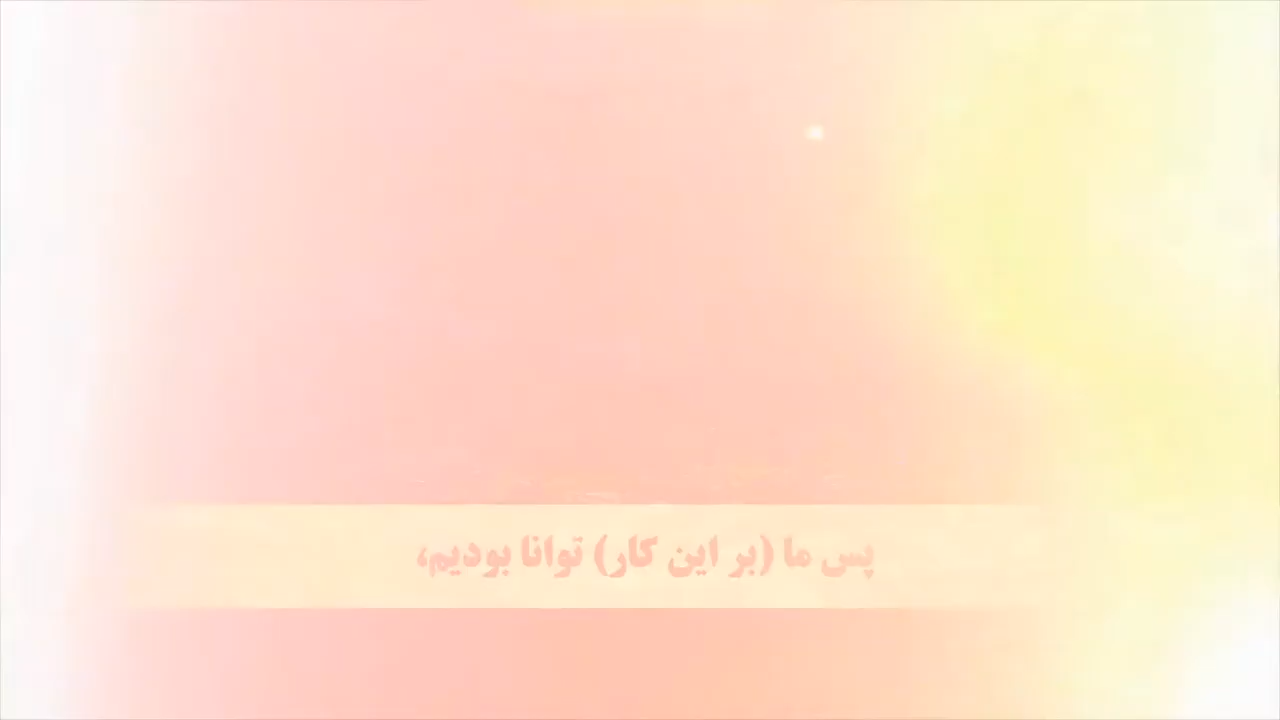 پس ما (بر این کار) توانا بودیم،